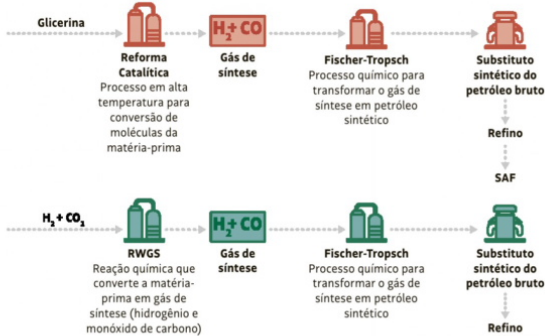 Glicerina
H₂ + CO
Reforma
Catalítica
Processo em alta
temperatura para
conversão de
moléculas da
matéria-prima
Gás de
síntese
Fischer-Tropsch
Processo químico para
transformar o gás de
síntese em petróleo
sintético
Substituto
sintético do
petróleo bruto
Refino
SAF
H₂ + CO₂
H₂ + CO
RWGS
Reação química que
converte a matéria-
prima em gás de
síntese (hidrogênio e
monóxido de carbono)
Gás de
síntese
Fischer-Tropsch
Processo químico para
transformar o gás de
síntese em petróleo
sintético
Substituto
sintético do
petróleo bruto
Refino